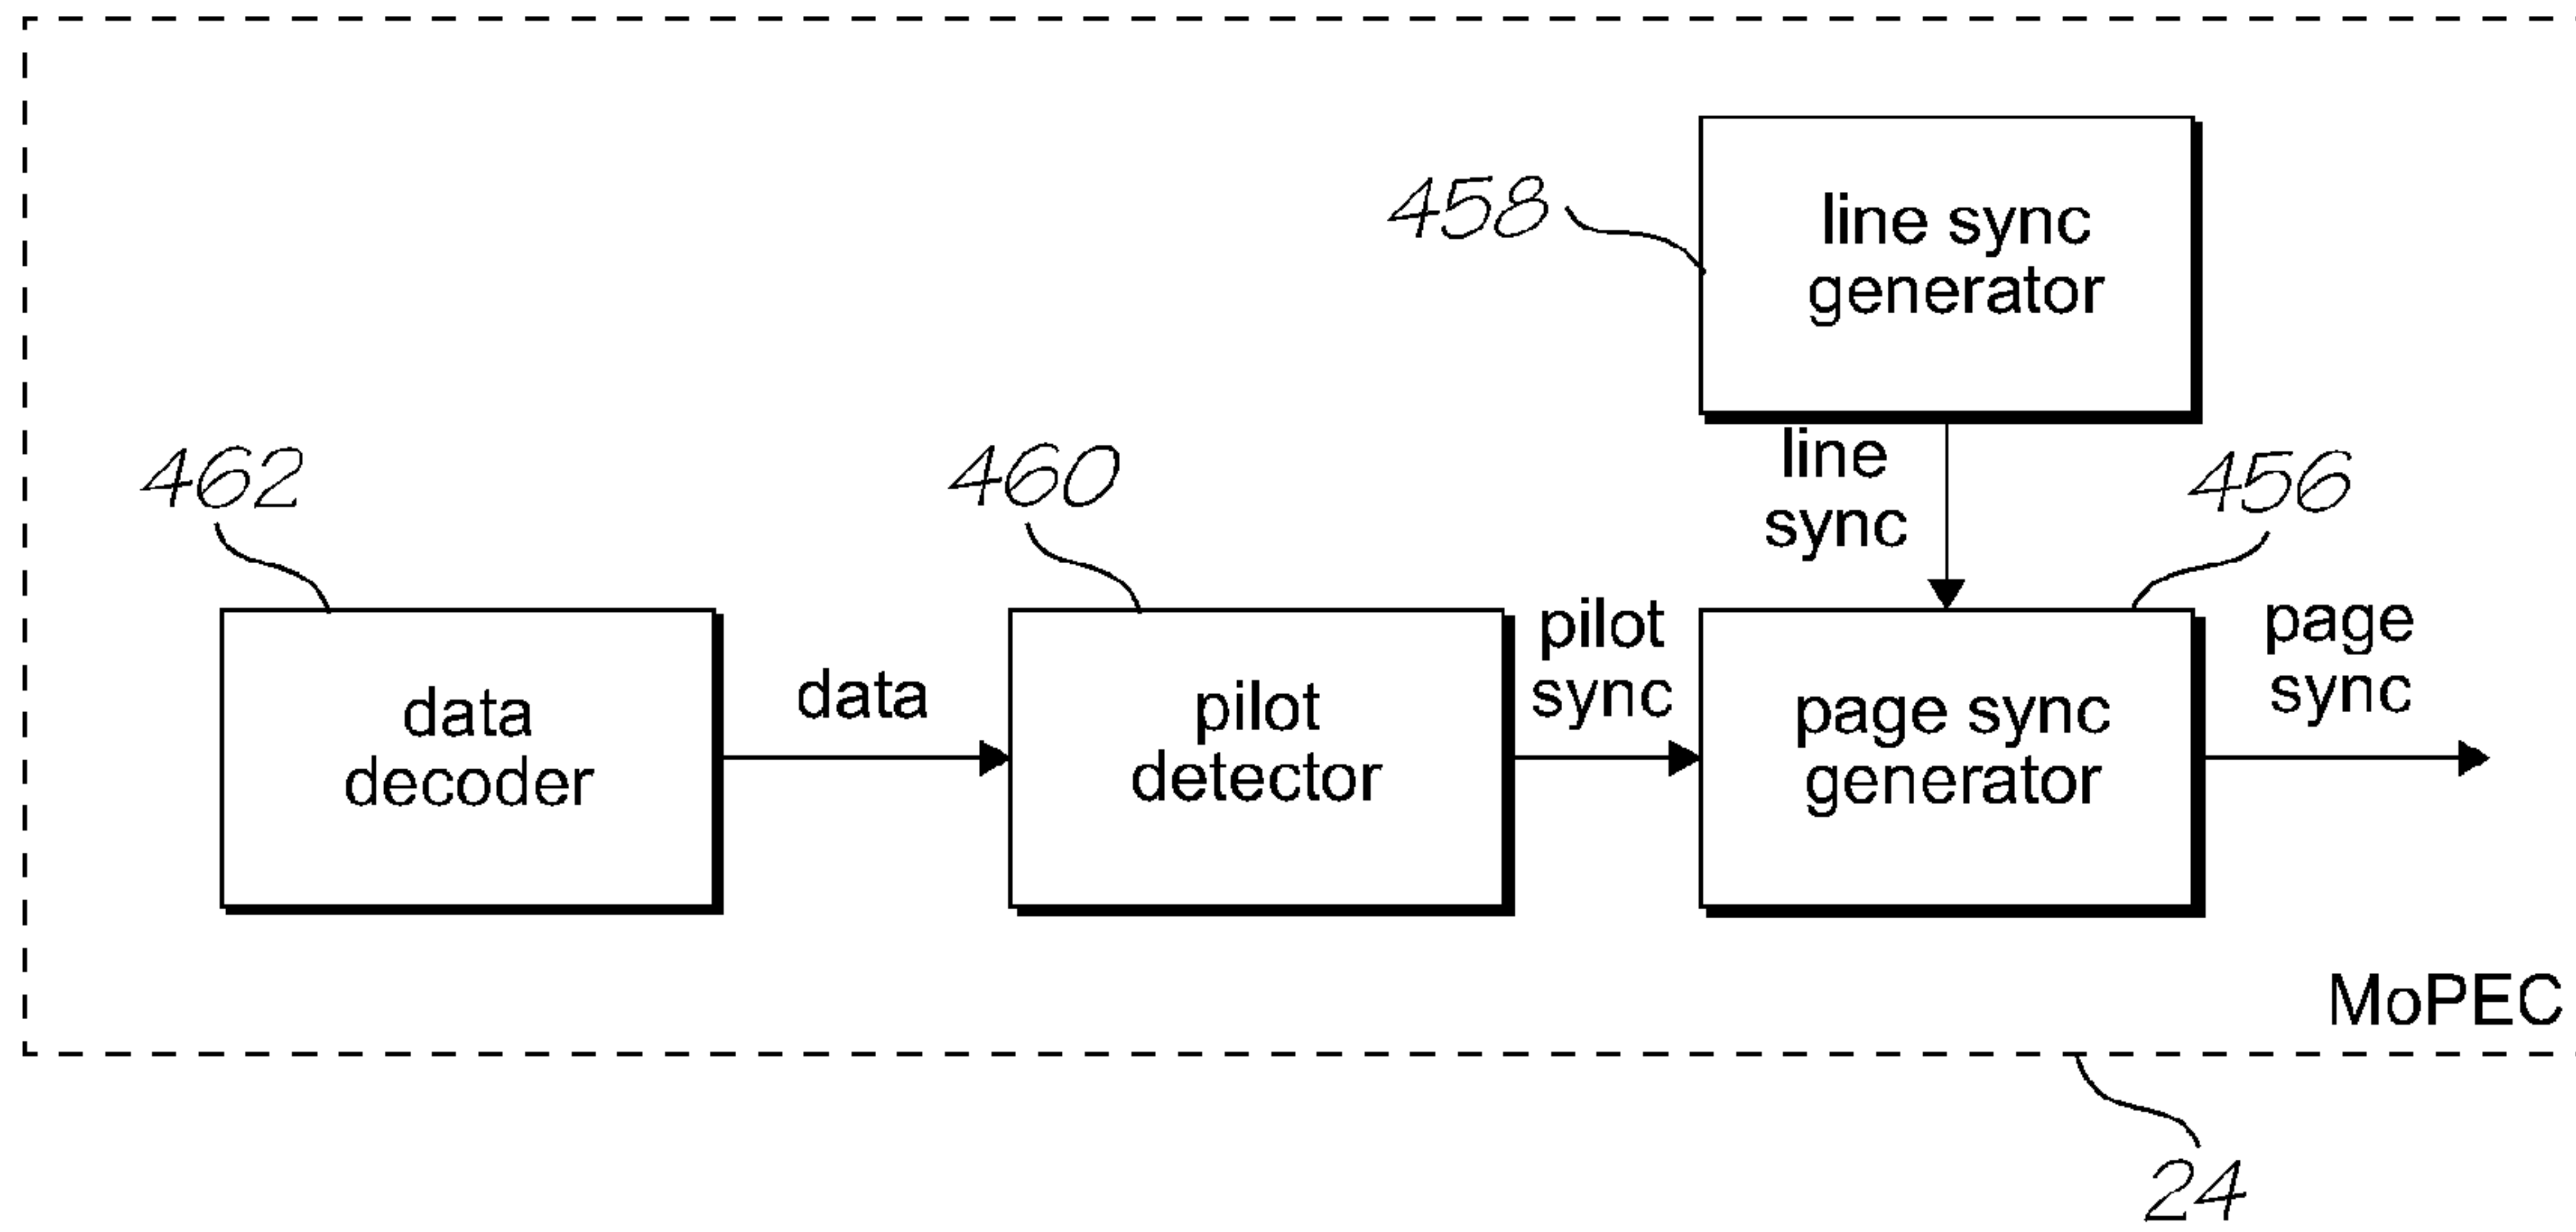 458
line sync
generator
line
sync
462
460
456
data
decoder
data
pilot
detector
pilot
sync
page sync
generator
page
sync
MoPEC
24